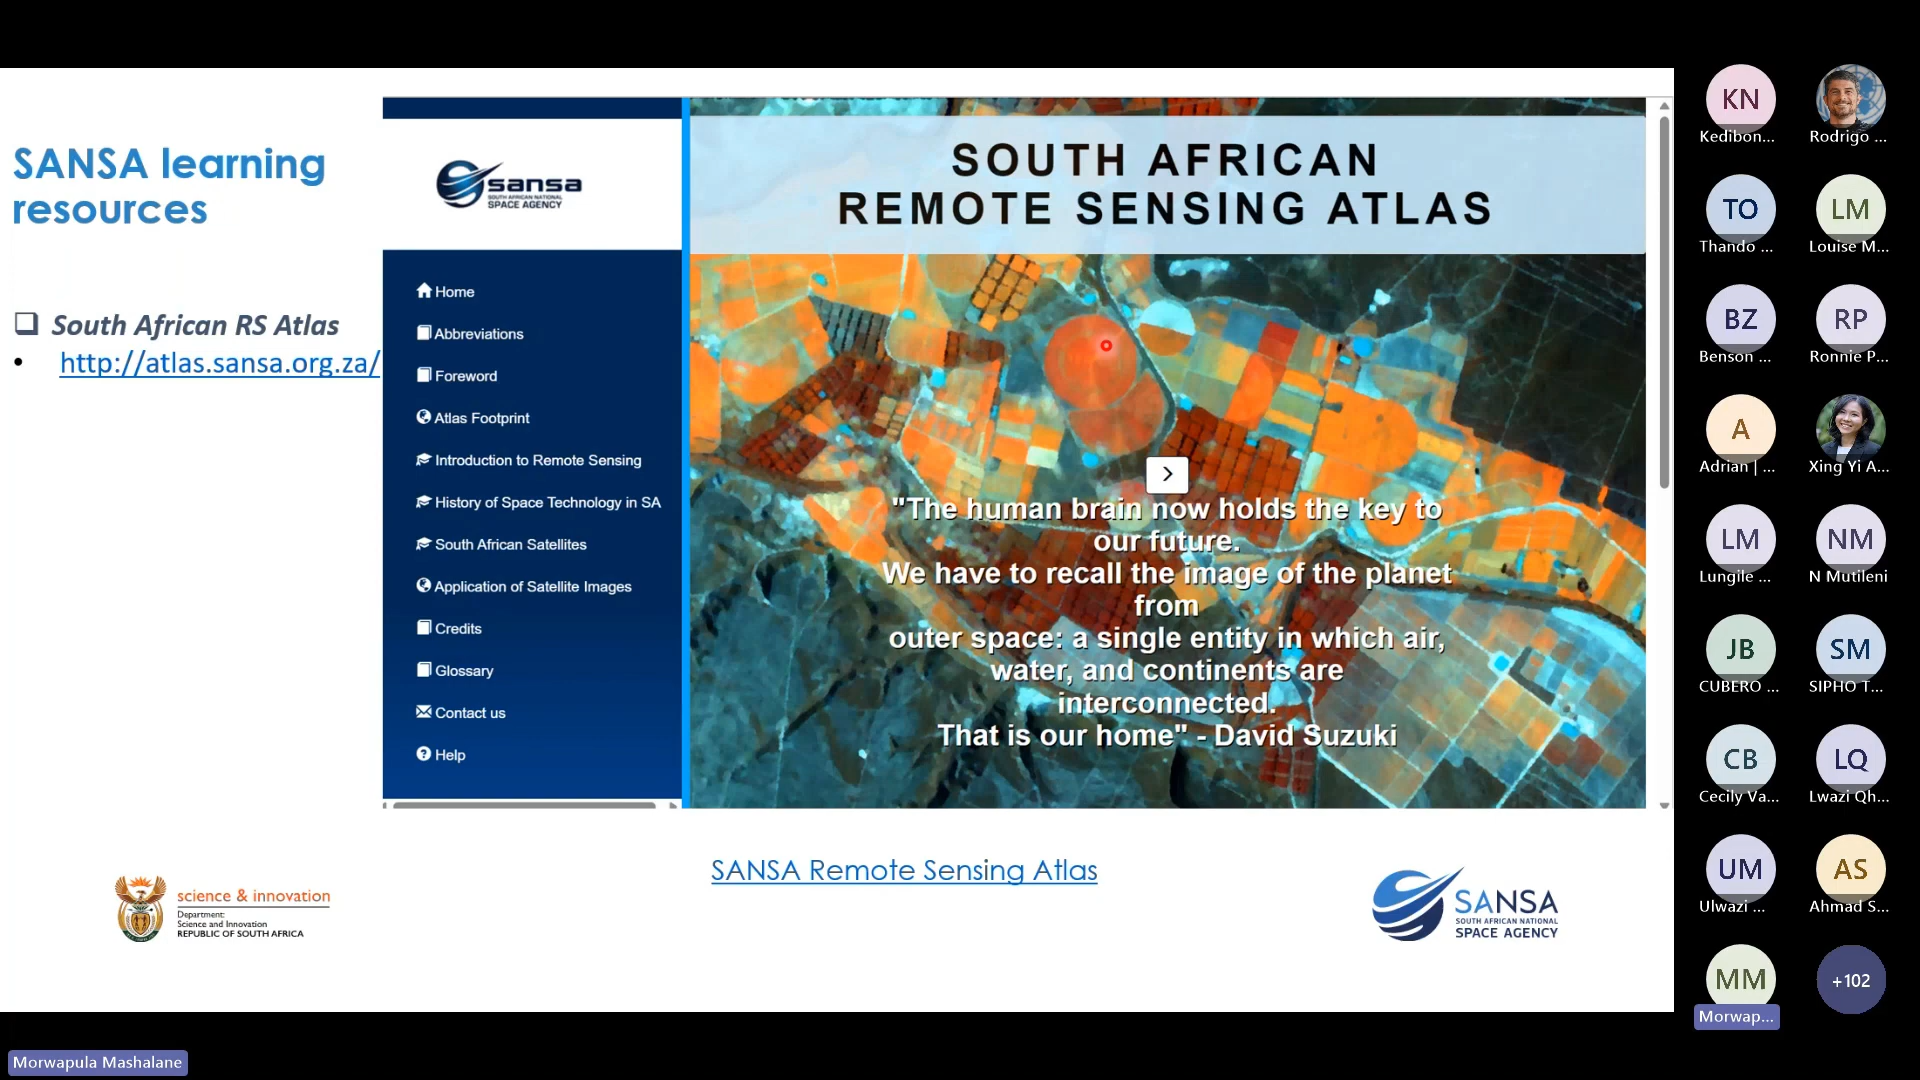 SANSA learning
resources
South African RS Atlas
http://atlas.sansa.org.za/
sansa
SOUTH AFRICAN NATIONAL
SPACE AGENCY
Home
Abbreviations
Foreword
Atlas Footprint
Introduction to Remote Sensing
History of Space Technology in SA
South African Satellites
Application of Satellite Images
Credits
Glossary
Contact us
Help
SOUTH AFRICAN
REMOTE SENSING ATLAS
"The human brain now holds the key to
our future.
We have to recall the image of the planet
from
outer space: a single entity in which air,
water, and continents are
interconnected.
That is our home" - David Suzuki
SANSA Remote Sensing Atlas
science & innovation
Department:
Science and Innovation
REPUBLIC OF SOUTH AFRICA
SANSA
SOUTH AFRICAN NATIONAL
SPACE AGENCY
KN
Kedibon...
Rodrigo ...
TO
Thando ...
LM
Louise M...
BZ
Benson ...
RP
Ronnie P...
A
Adrian | ...
Xing Yi A...
LM
Lungile ...
NM
N Mutileni
JB
CUBERO ...
SM
SIPHO T...
CB
Cecily Va...
LQ
Lwazi Qh...
UM
Ulwazi ...
AS
Ahmad S...
MM
Morwap...
+102
Morwapula Mashalane